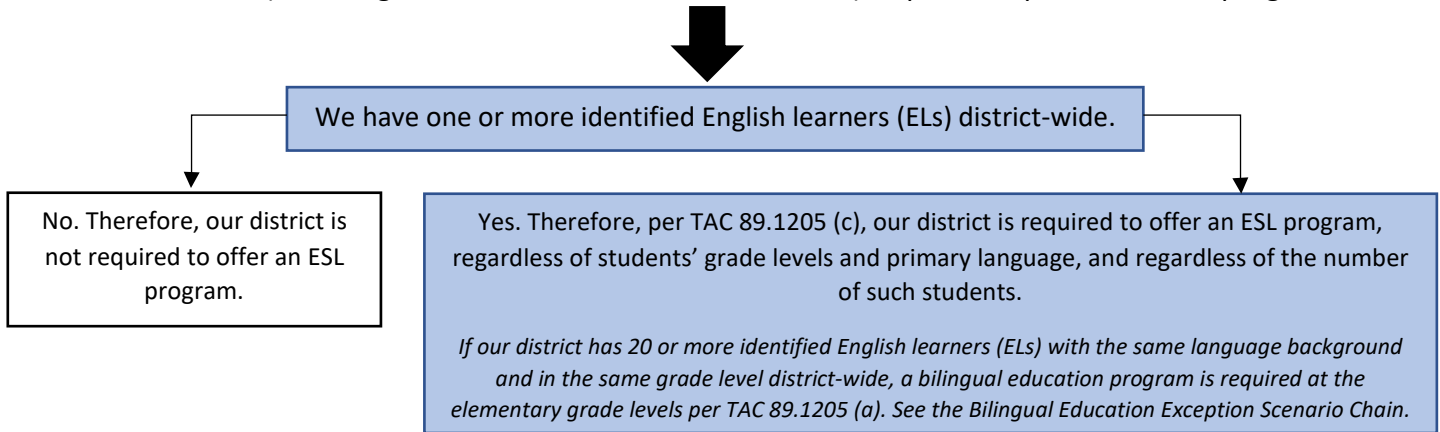 We have one or more identified English learners (ELs) district-wide.
No. Therefore, our district is
not required to offer an ESL
program.
Yes. Therefore, per TAC 89.1205 (c), our district is required to offer an ESL program,
regardless of students’ grade levels and primary language, and regardless of the number
of such students.
If our district has 20 or more identified English learners (ELs) with the same language background
and in the same grade level district-wide, a bilingual education program is required at the
elementary grade levels per TAC 89.1205 (a). See the Bilingual Education Exception Scenario Chain.